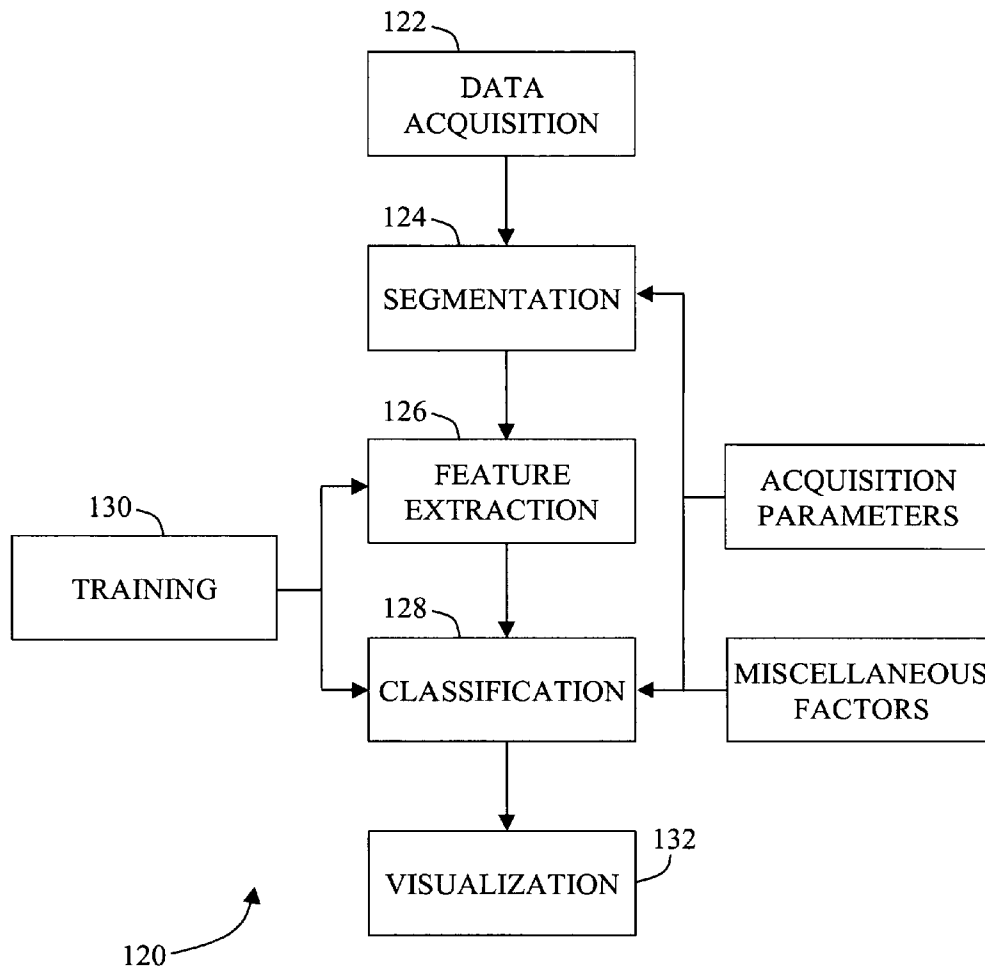 122
DATA
ACQUISITION
124
SEGMENTATION
126
FEATURE
EXTRACTION
ACQUISITION
PARAMETERS
130
TRAINING
128
CLASSIFICATION
MISCELLANEOUS
FACTORS
132
VISUALIZATION
120